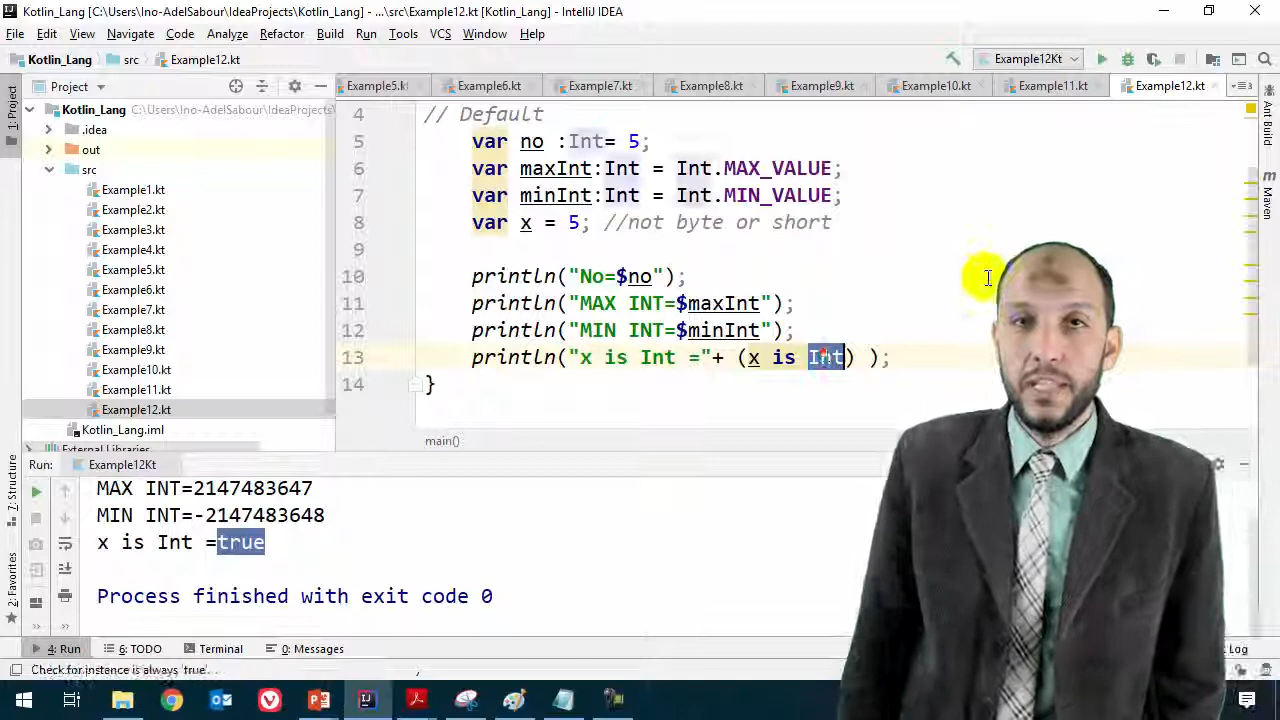 Kotlin_Lang [C:\Users\Ino-AdelSabour\IdeaProjects\Kotlin_Lang] - ...\src\Example12.kt [Kotlin_Lang] - IntelliJ IDEA
File Edit View Navigate Code Analyze Refactor Build Run Tools VCS Window Help
Kotlin_Lang src Example12.kt
Example12Kt
1: Project
Project
Example5.kt Example6.kt Example7.kt Example8.kt Example9.kt Example10.kt Example11.kt Example12.kt
Kotlin_Lang C:\Users\Ino-AdelSabour\IdeaProjects
.idea
out
src
Example1.kt
Example2.kt
Example3.kt
Example4.kt
Example5.kt
Example6.kt
Example7.kt
Example8.kt
Example9.kt
Example10.kt
Example11.kt
Example12.kt
Kotlin_Lang.iml
External Libraries
4 // Default
5 var no :Int= 5;
6 var maxInt:Int = Int.MAX_VALUE;
7 var minInt:Int = Int.MIN_VALUE;
8 var x = 5; //not byte or short
9
10 println("No=$no");
11 println("MAX INT=$maxInt");
12 println("MIN INT=$minInt");
13 println("x is Int ="+ (x is Int) );
14 }
main()
Ant Build
Maven
Run: Example12Kt
MAX INT=2147483647
MIN INT=-2147483648
x is Int =true
Process finished with exit code 0
7: Structure
2: Favorites
4: Run 6: TODO Terminal 0: Messages
Log
Check for instance is always 'true'.